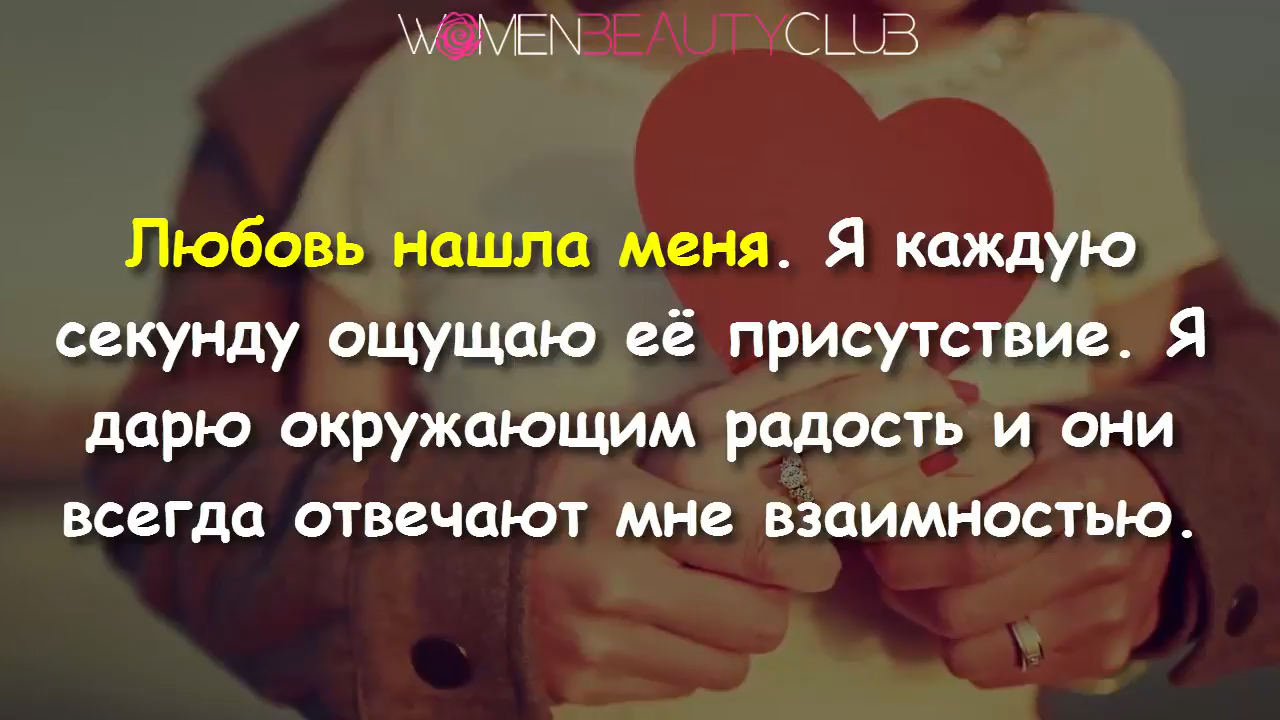 WOMENBEAUTYCLUB
Любовь нашла меня. Я каждую
секунду ощущаю её присутствие. Я
дарю окружающим радость и они
всегда отвечают мне взаимностью.